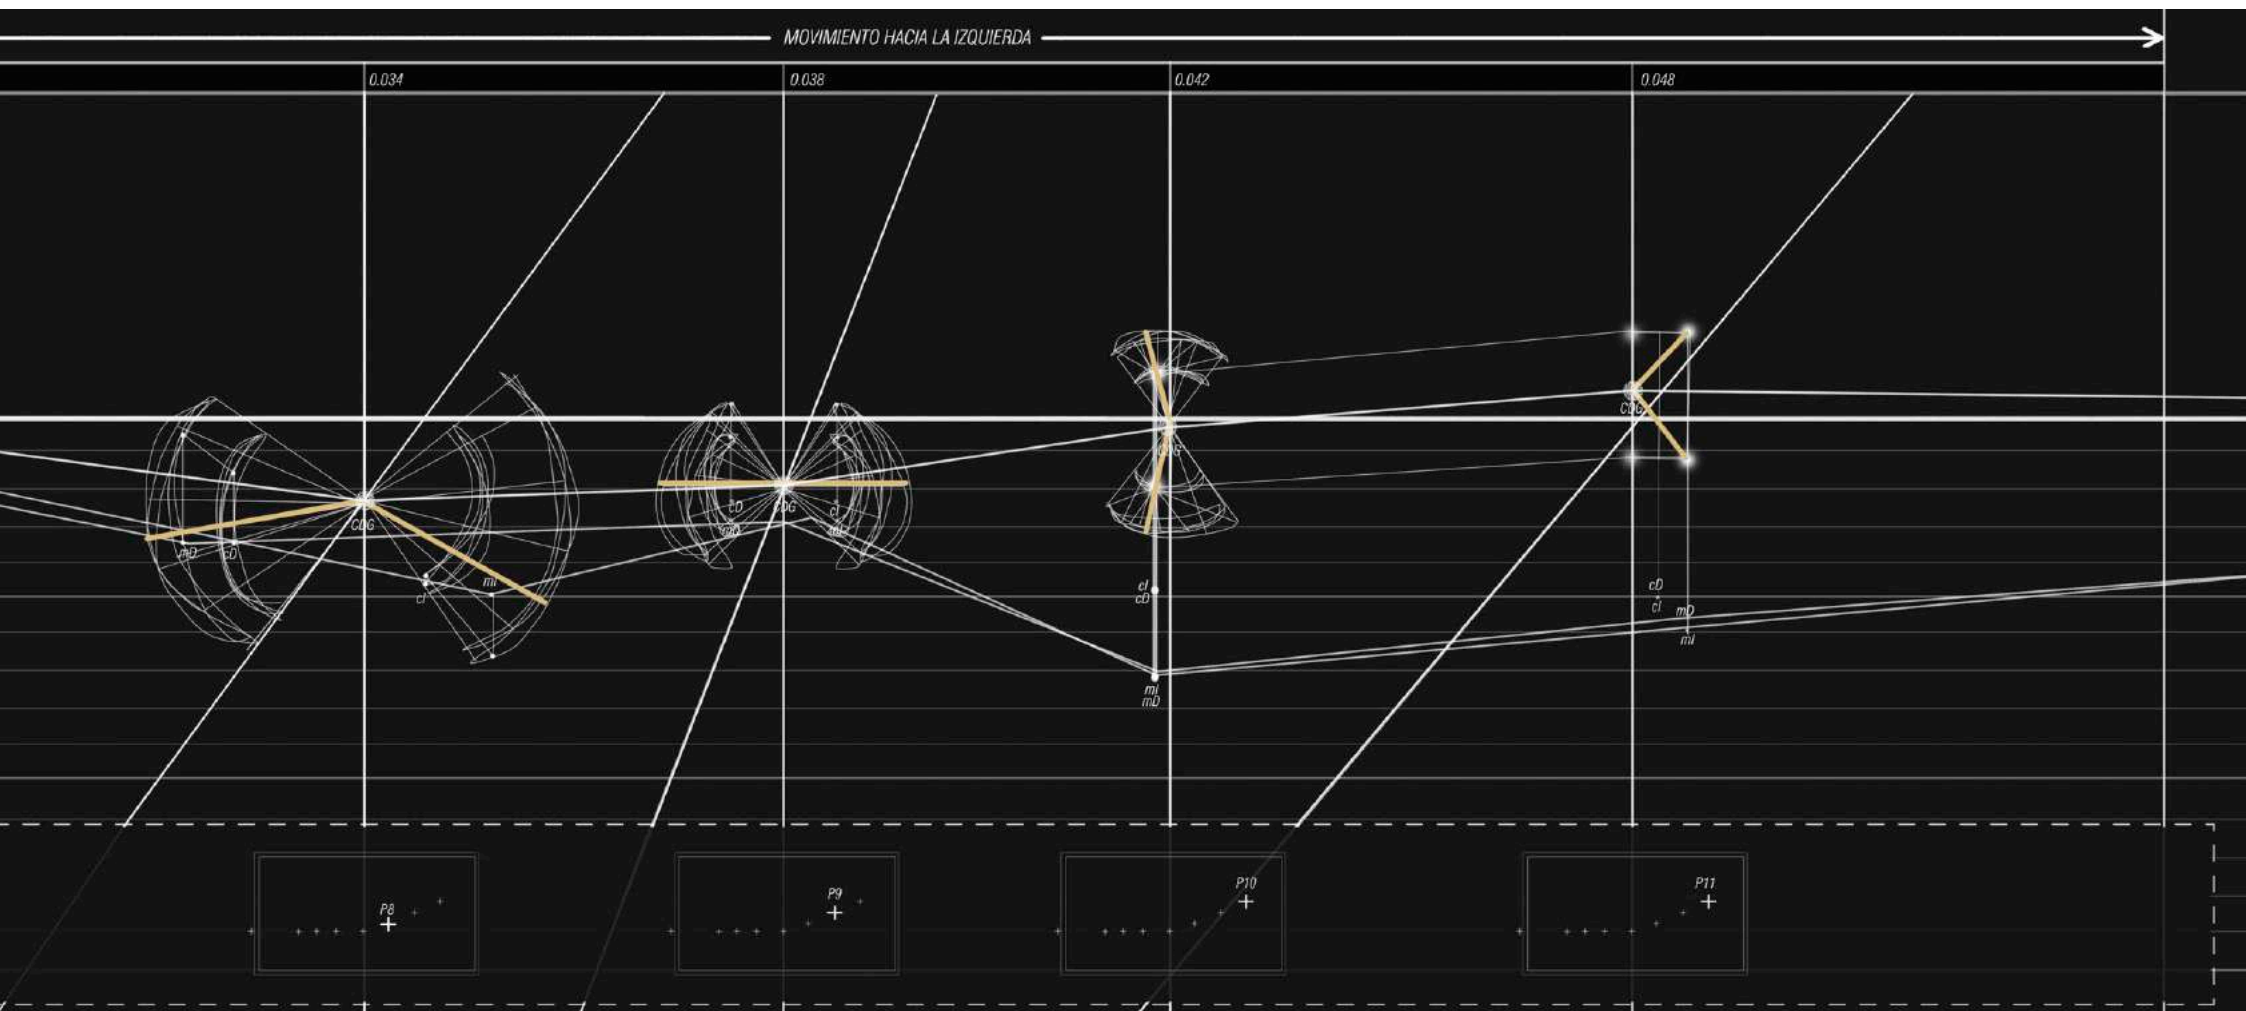 MOVIMIENTO HACIA LA IZQUIERDA
0.034
0.038
0.042
0.048
CDG
mD
cD
cI
mI
cD
mD
CDG
cI
mI
CDG
cI
cD
mI
mD
CDG
cD
cI
mD
mI
P8
P9
P10
P11